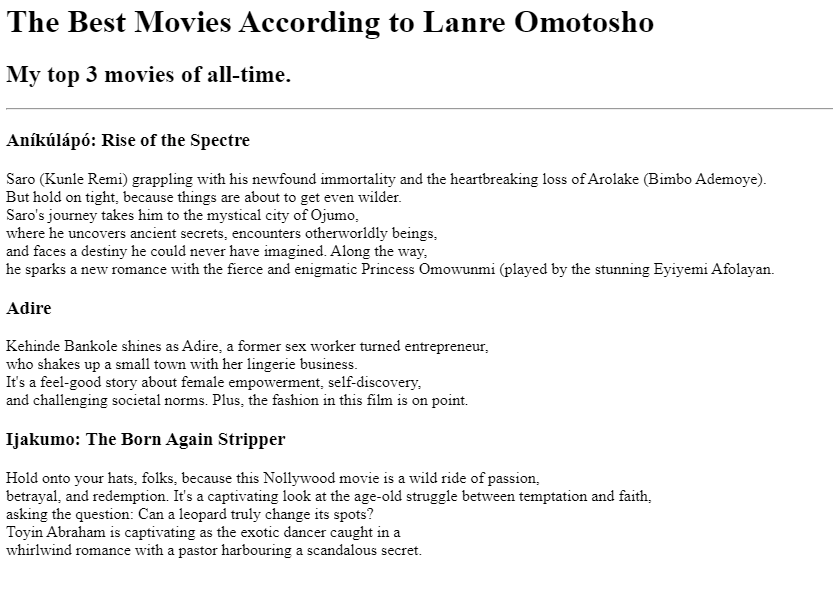 The Best Movies According to Lanre Omotosho
My top 3 movies of all-time.
Aníkúlápó: Rise of the Spectre
Saro (Kunle Remi) grappling with his newfound immortality and the heartbreaking loss of Arolake (Bimbo Ademoye).
But hold on tight, because things are about to get even wilder.
Saro's journey takes him to the mystical city of Ojumo,
where he uncovers ancient secrets, encounters otherworldly beings,
and faces a destiny he could never have imagined. Along the way,
he sparks a new romance with the fierce and enigmatic Princess Omowunmi (played by the stunning Eyiyemi Afolayan.
Adire
Kehinde Bankole shines as Adire, a former sex worker turned entrepreneur,
who shakes up a small town with her lingerie business.
It's a feel-good story about female empowerment, self-discovery,
and challenging societal norms. Plus, the fashion in this film is on point.
Ijakumo: The Born Again Stripper
Hold onto your hats, folks, because this Nollywood movie is a wild ride of passion,
betrayal, and redemption. It's a captivating look at the age-old struggle between temptation and faith,
asking the question: Can a leopard truly change its spots?
Toyin Abraham is captivating as the exotic dancer caught in a
whirlwind romance with a pastor harbouring a scandalous secret.